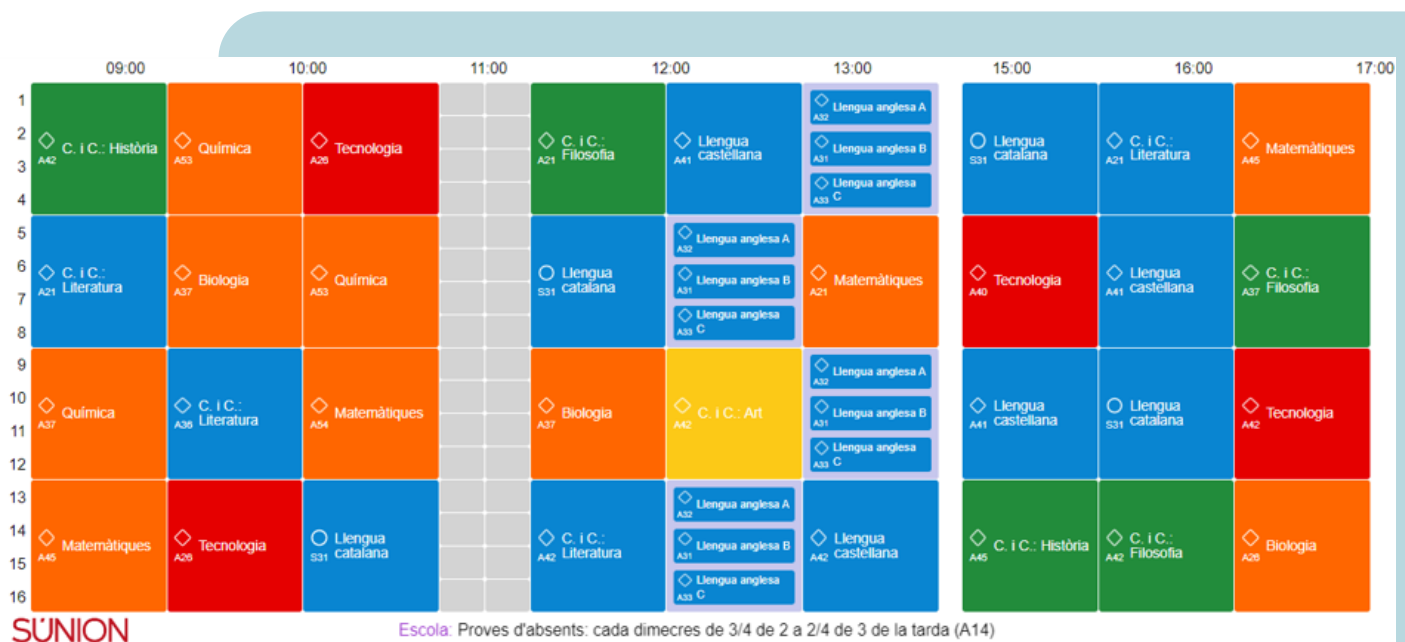 09:00 10:00 11:00 12:00 13:00 15:00 16:00 17:00
1
2
3
4
C. i C.: Història
A42
Química
A53
Tecnologia
A26
C. i C.:
Filosofia
A21
Llengua
castellana
A41
Llengua anglesa A
A32
Llengua anglesa B
A31
Llengua anglesa
A33 C
Llengua
catalana
S31
C. i C.:
Literatura
A21
Matemàtiques
A45
5
6
7
8
C. i C.:
Literatura
A21
Biologia
A37
Química
A53
Llengua
catalana
S31
Llengua anglesa A
A32
Llengua anglesa B
A31
Llengua anglesa
A33 C
Matemàtiques
A21
Tecnologia
A40
Llengua
castellana
A41
C. i C.:
Filosofia
A37
9
10
11
12
Química
A37
C. i C.:
Literatura
A36
Matemàtiques
A54
Biologia
A37
C. i C.: Art
A42
Llengua anglesa A
A32
Llengua anglesa B
A31
Llengua anglesa
A33 C
Llengua
castellana
A41
Llengua
catalana
S31
Tecnologia
A42
13
14
15
16
Matemàtiques
A45
Tecnologia
A26
Llengua
catalana
S31
C. i C.:
Literatura
A42
Llengua anglesa A
A32
Llengua anglesa B
A31
Llengua anglesa
A33 C
Llengua
castellana
A42
C. i C.: Història
A45
C. i C.:
Filosofia
A42
Biologia
A26
SÚNION
Escola: Proves d'absents: cada dimecres de 3/4 de 2 a 2/4 de 3 de la tarda (A14)